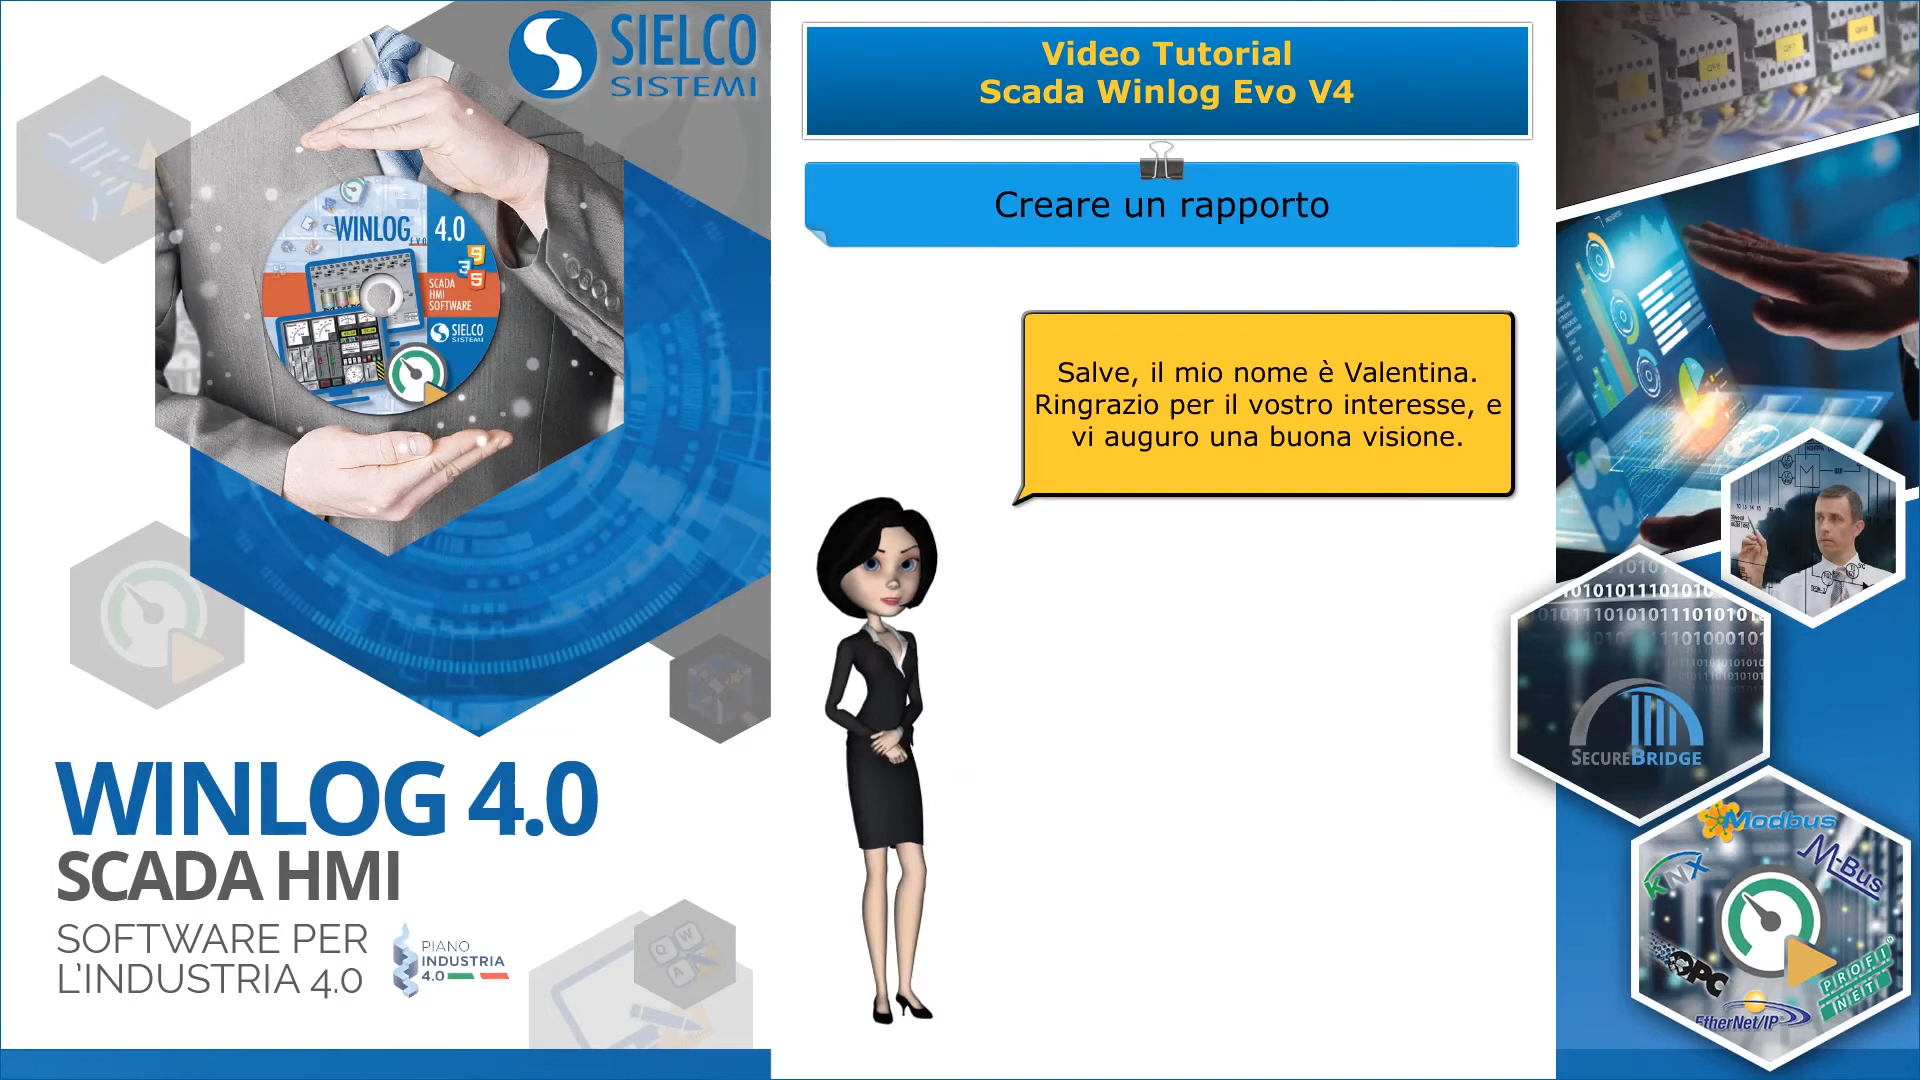 SIELCO
SISTEMI
WINLOG 4.0
EVO
SCADA
HMI
SOFTWARE
SIELCO
SISTEMI
WINLOG 4.0
SCADA HMI
SOFTWARE PER
L'INDUSTRIA 4.0
PIANO
INDUSTRIA
4.0
Video Tutorial
Scada Winlog Evo V4
Creare un rapporto
Salve, il mio nome è Valentina.
Ringrazio per il vostro interesse, e
vi auguro una buona visione.
SECUREBRIDGE
Modbus
M-Bus
KNX
OPC
PROFI
NET
EtherNet/IP